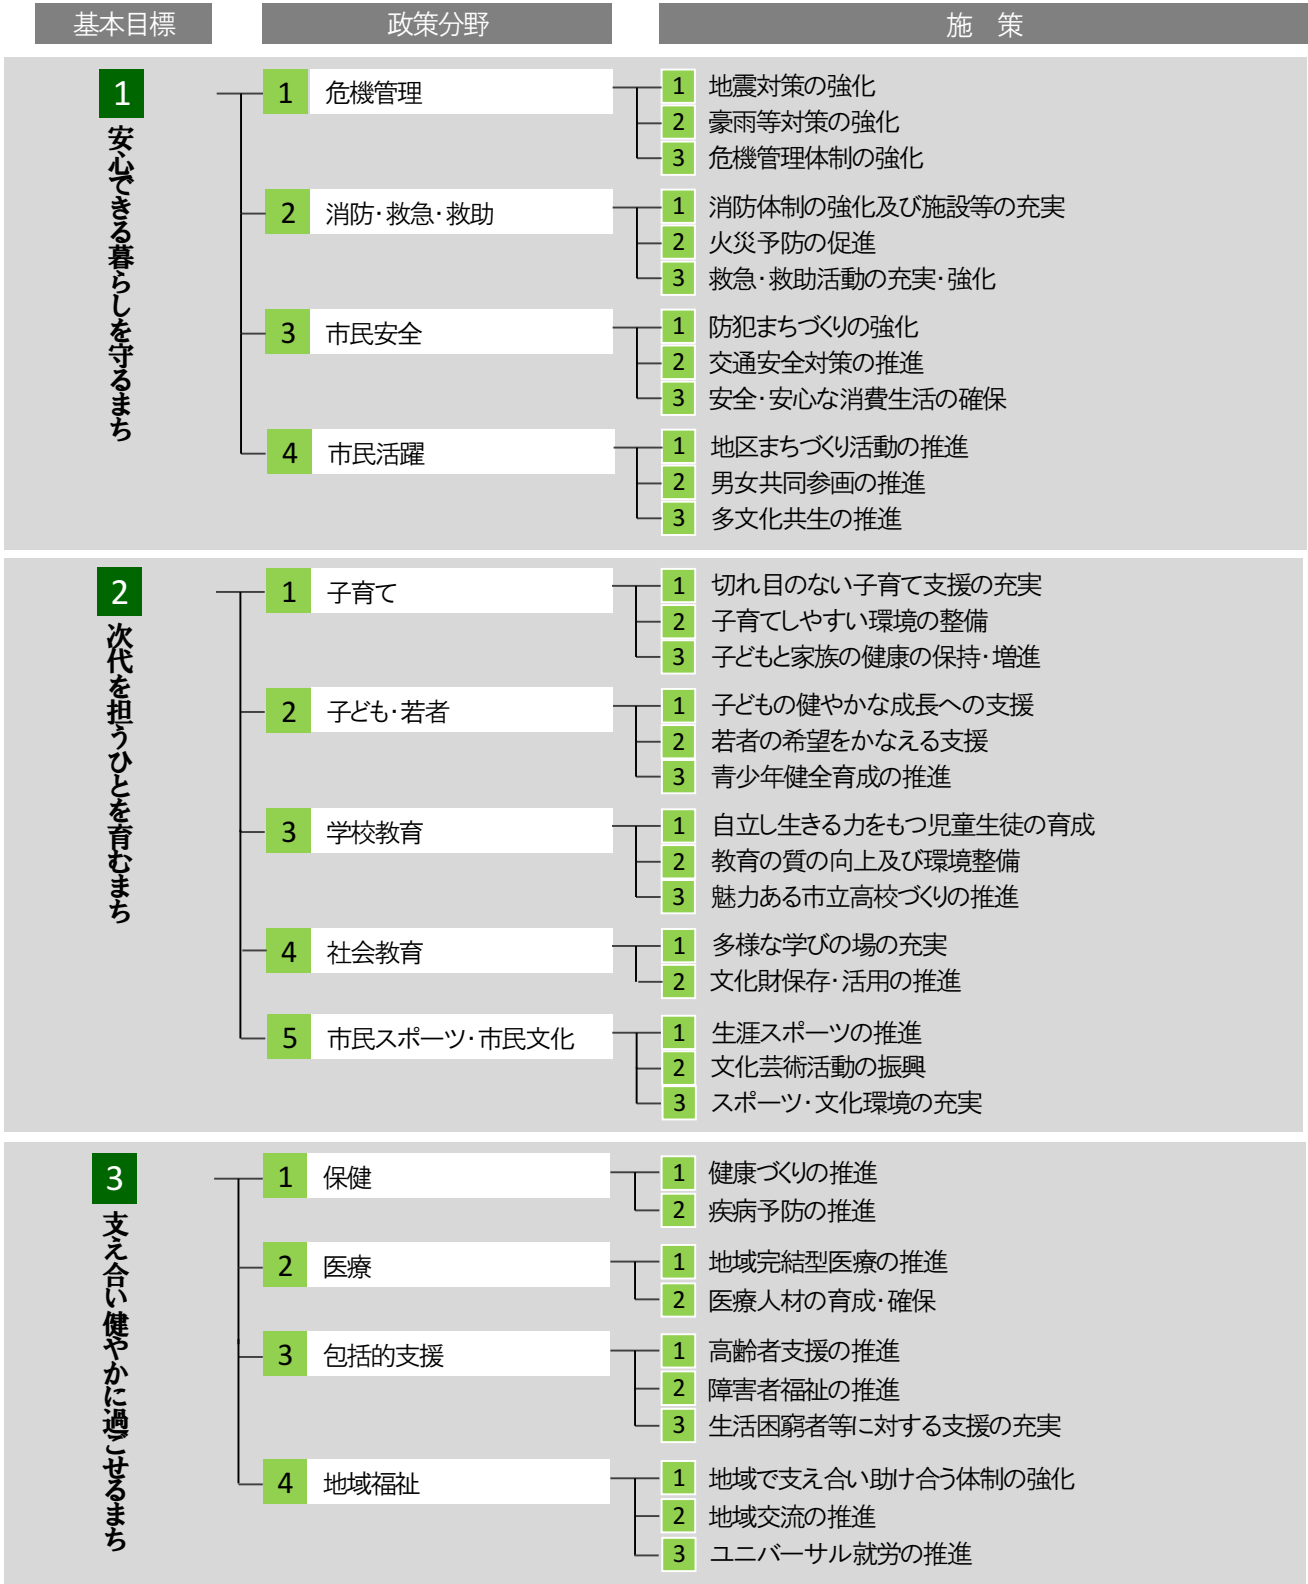 基本目標 政策分野 施　策
1 安心できる暮らしを守るまち
1 危機管理
1 地震対策の強化
2 豪雨等対策の強化
3 危機管理体制の強化
2 消防・救急・救助
1 消防体制の強化及び施設等の充実
2 火災予防の促進
3 救急・救助活動の充実・強化
3 市民安全
1 防犯まちづくりの強化
2 交通安全対策の推進
3 安全・安心な消費生活の確保
4 市民活躍
1 地区まちづくり活動の推進
2 男女共同参画の推進
3 多文化共生の推進
2 次代を担うひとを育むまち
1 子育て
1 切れ目のない子育て支援の充実
2 子育てしやすい環境の整備
3 子どもと家族の健康の保持・増進
2 子ども・若者
1 子どもの健やかな成長への支援
2 若者の希望をかなえる支援
3 青少年健全育成の推進
3 学校教育
1 自立し生きる力をもつ児童生徒の育成
2 教育の質の向上及び環境整備
3 魅力ある市立高校づくりの推進
4 社会教育
1 多様な学びの場の充実
2 文化財保存・活用の推進
5 市民スポーツ・市民文化
1 生涯スポーツの推進
2 文化芸術活動の振興
3 スポーツ・文化環境の充実
3 支え合い健やかに過ごせるまち
1 保健
1 健康づくりの推進
2 疾病予防の推進
2 医療
1 地域完結型医療の推進
2 医療人材の育成・確保
3 包括的支援
1 高齢者支援の推進
2 障害者福祉の推進
3 生活困窮者等に対する支援の充実
4 地域福祉
1 地域で支え合い助け合う体制の強化
2 地域交流の推進
3 ユニバーサル就労の推進